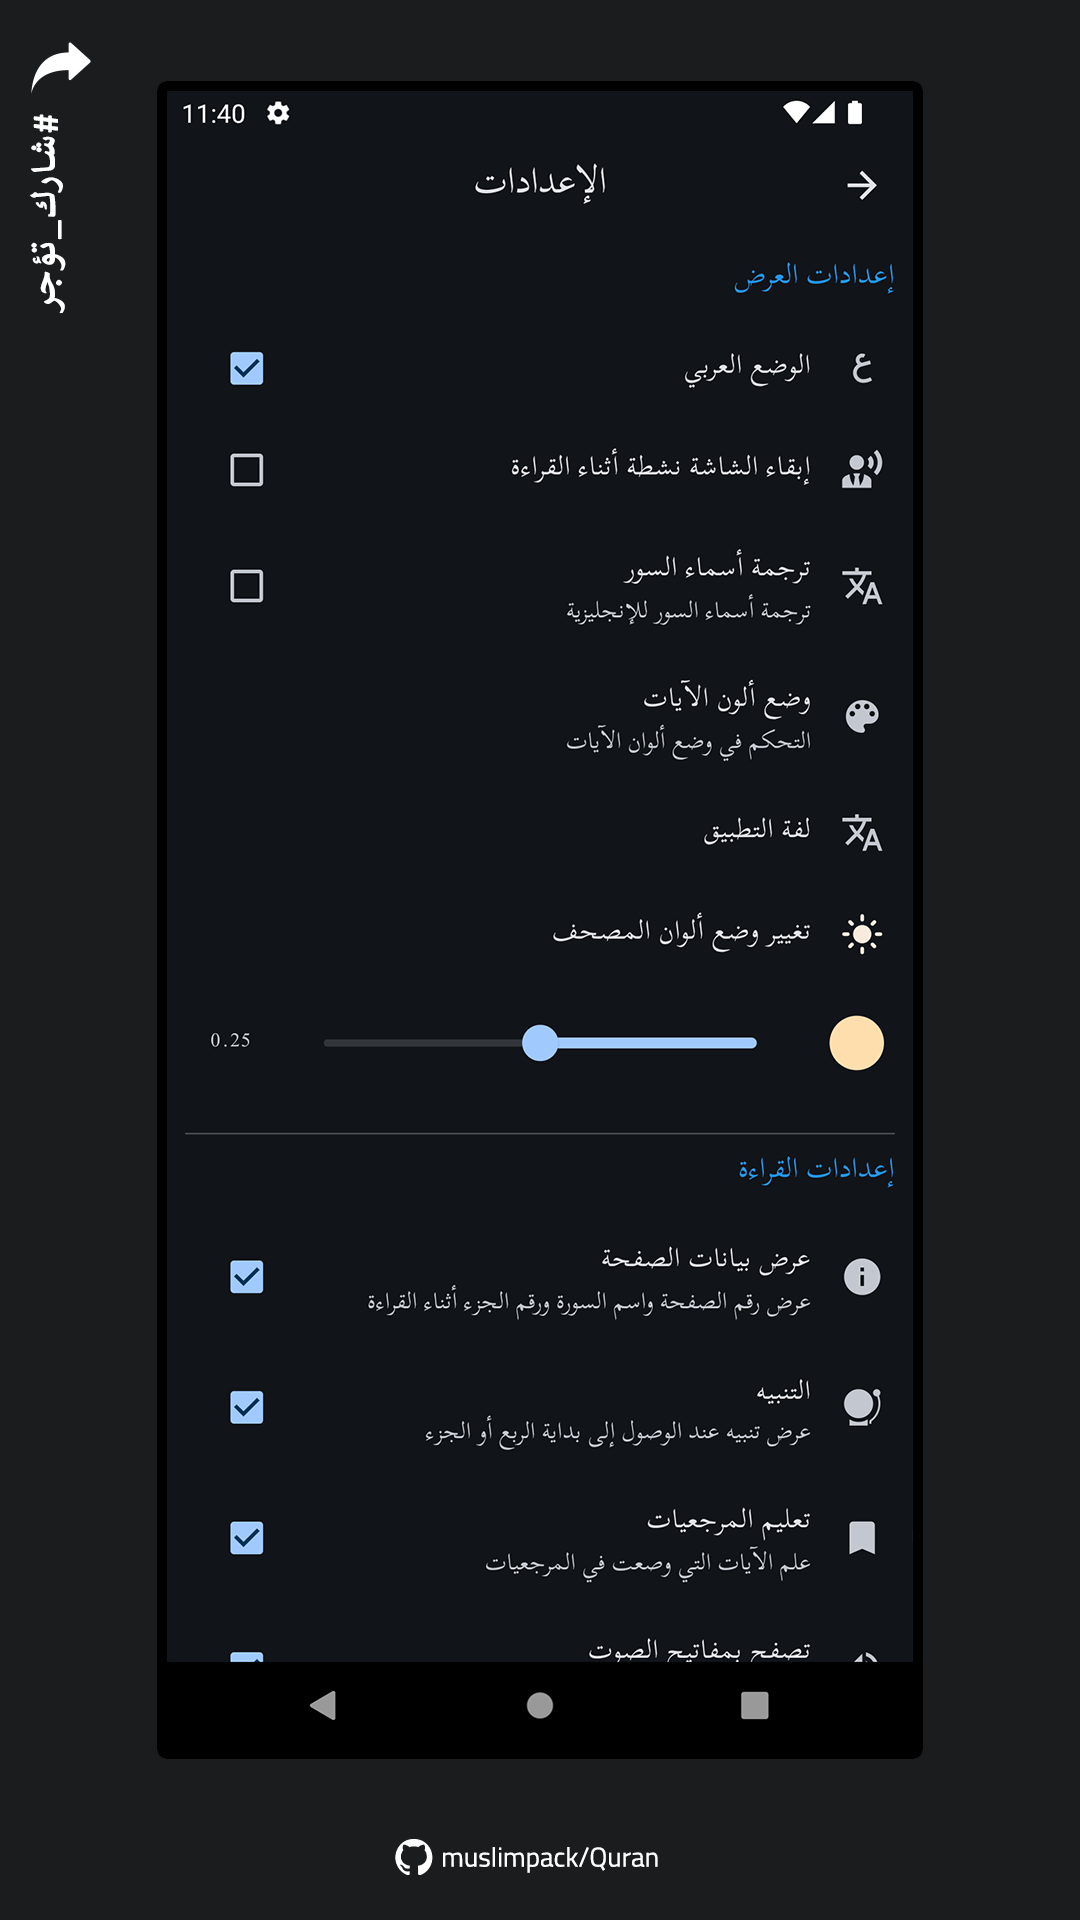 #شارك_تؤجر
11:40
الإعدادات
إعدادات العرض
ع
الوضع العربي
إبقاء الشاشة نشطة أثناء القراءة
ترجمة أسماء السور
ترجمة أسماء السور للإنجليزية
وضع ألون الآيات
التحكم في وضع ألوان الآيات
لغة التطبيق
تغيير وضع ألوان المصحف
0.25
إعدادات القراءة
عرض بيانات الصفحة
عرض رقم الصفحة واسم السورة ورقم الجزء أثناء القراءة
التنبيه
عرض تنبيه عند الوصول إلى بداية الربع أو الجزء
تعليم المرجعيات
علم الآيات التي وصعت في المرجعيات
تصفح بمفاتيح الصوت
muslimpack/Quran